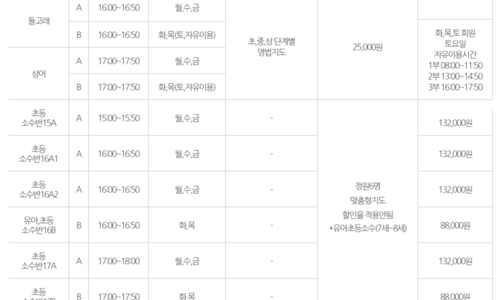 돌고래 A 16:00~16:50 월,수,금
B 16:00~16:50 화,목(토,자유이용)
상어 A 17:00~17:50 월,수,금
B 17:00~17:50 화,목(토,자유이용)
초,중,상 단계별
영법지도
25,000원
화,목,토 회원
토요일
자유이용시간
1부 08:00~11:50
2부 13:00~14:50
3부 16:00~17:50
초등
소수반15A A 15:00~15:50 월,수,금 - 132,000원
초등
소수반16A1 A 16:00~16:50 월,수,금 - 132,000원
초등
소수반16A2 A 16:00~16:50 월,수,금 - 132,000원
유아,초등
소수반16B B 16:00~16:50 화,목 - 88,000원
초등
소수반17A A 17:00~18:00 월,수,금 - 132,000원
초등
소수반17B B 17:00~17:50 화,목 - 88,000원
정원6명
맞춤형지도
할인율 적용안됨
*유아초등소수(7세~8세)